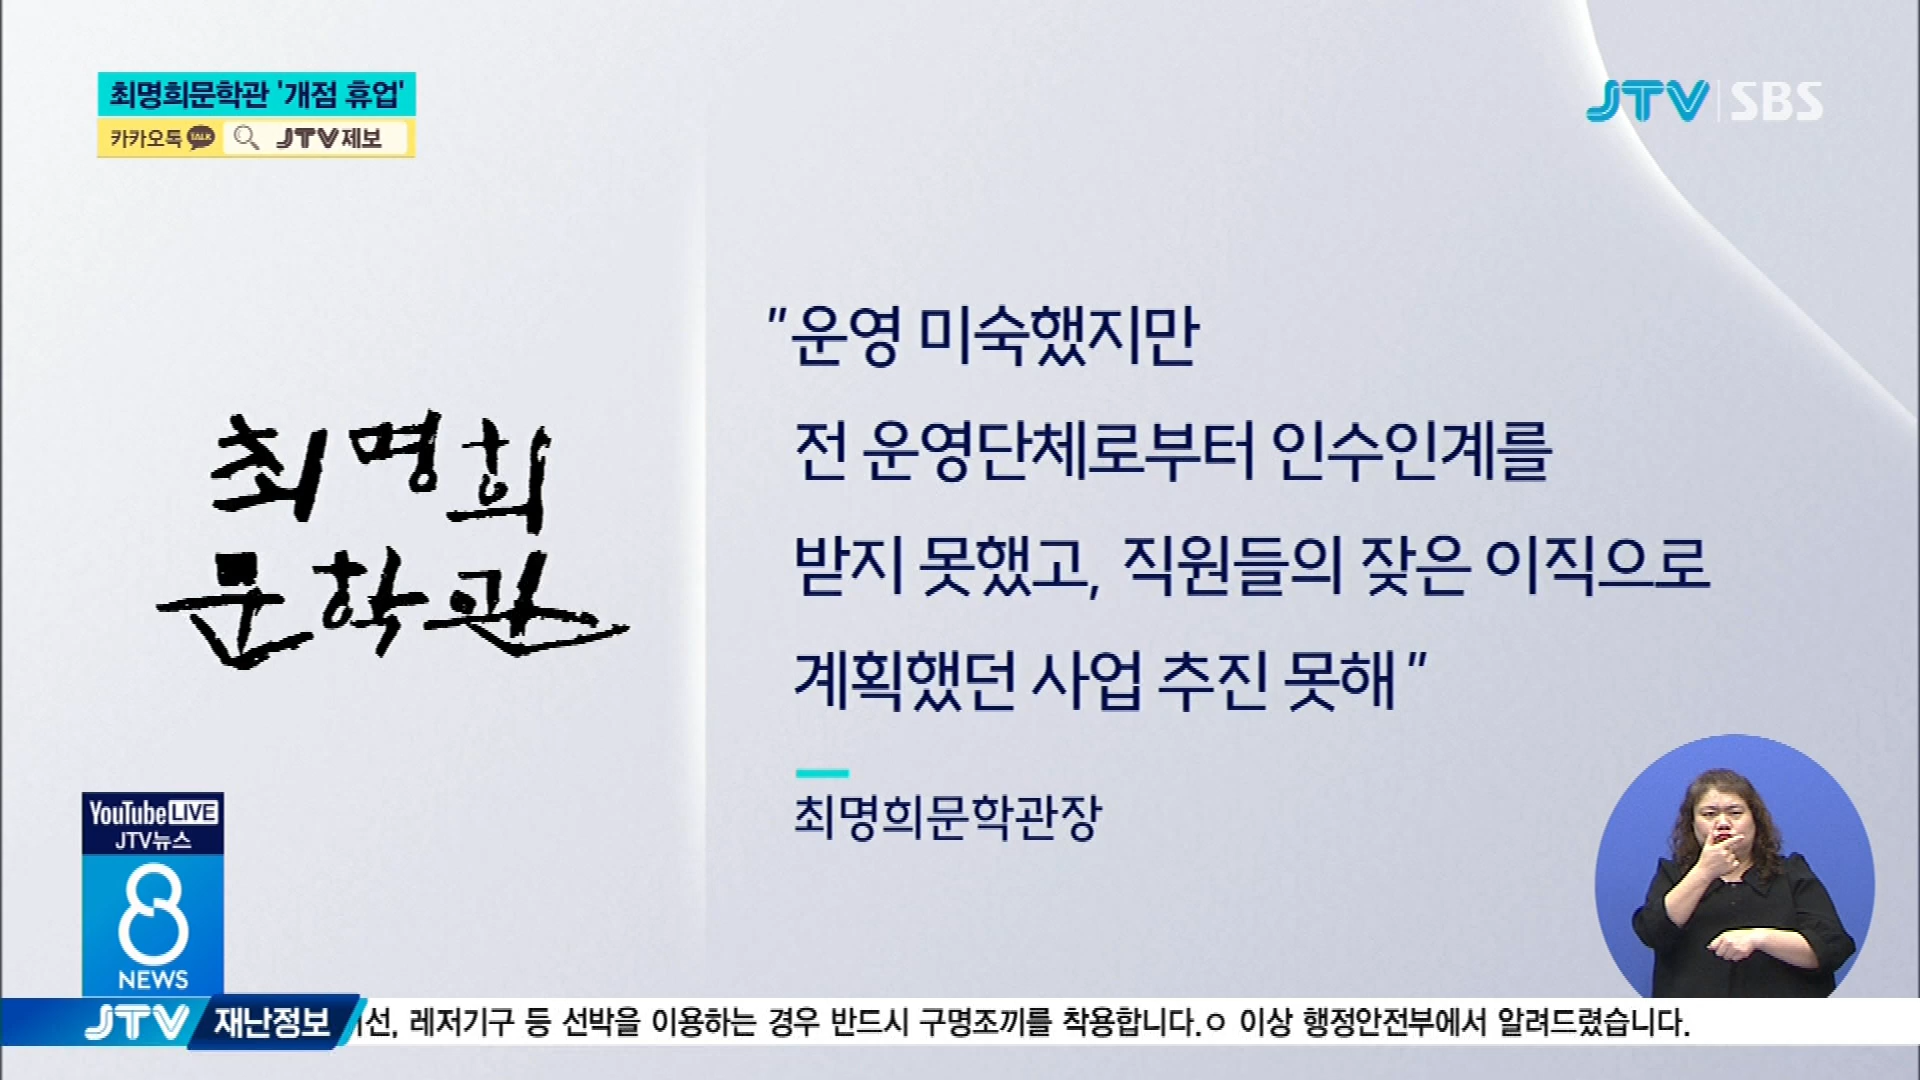 최명희문학관 '개점 휴업'
카카오톡 TALK JTV제보
JTV SBS
"운영 미숙했지만
전 운영단체로부터 인수인계를
받지 못했고, 직원들의 잦은 이직으로
계획했던 사업 추진 못해"
최명희문학관장
최명희
문학관
YouTube LIVE
JTV뉴스
8
NEWS
JTV 재난정보 선, 레저기구 등 선박을 이용하는 경우 반드시 구명조끼를 착용합니다.ㅇ 이상 행정안전부에서 알려드렸습니다.